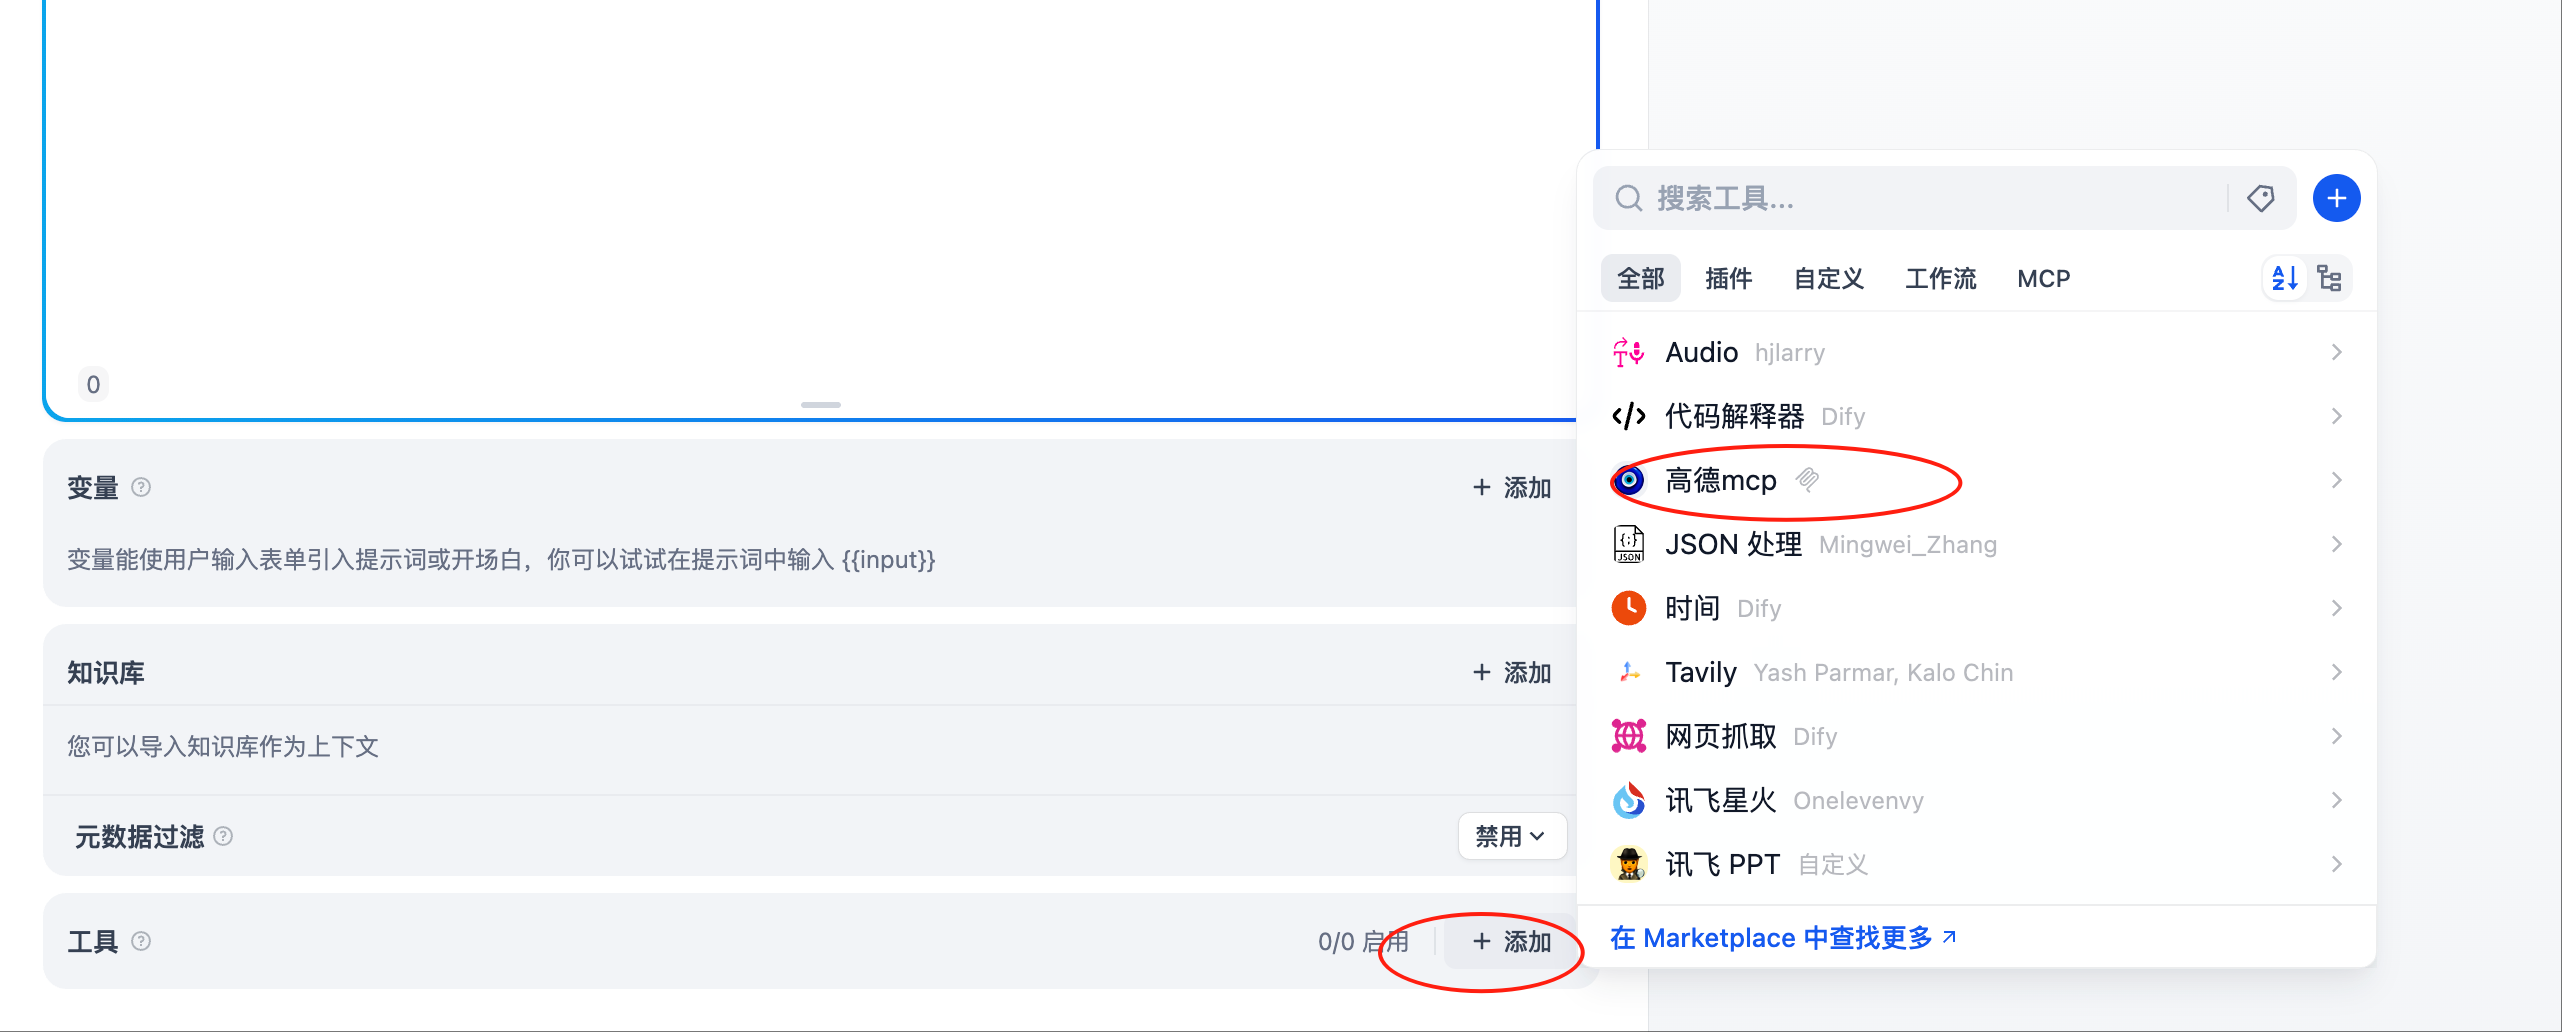 0
变量
+ 添加
变量能使用户输入表单引入提示词或开场白，你可以试试在提示词中输入 {{input}}
知识库
+ 添加
您可以导入知识库作为上下文
元数据过滤
禁用
工具
0/0 启用
+ 添加
搜索工具...
全部 插件 自定义 工作流 MCP
Audio hjlarry
代码解释器 Dify
高德mcp
JSON 处理 Mingwei_Zhang
时间 Dify
Tavily Yash Parmar, Kalo Chin
网页抓取 Dify
讯飞星火 Onelevenvy
讯飞 PPT 自定义
在 Marketplace 中查找更多